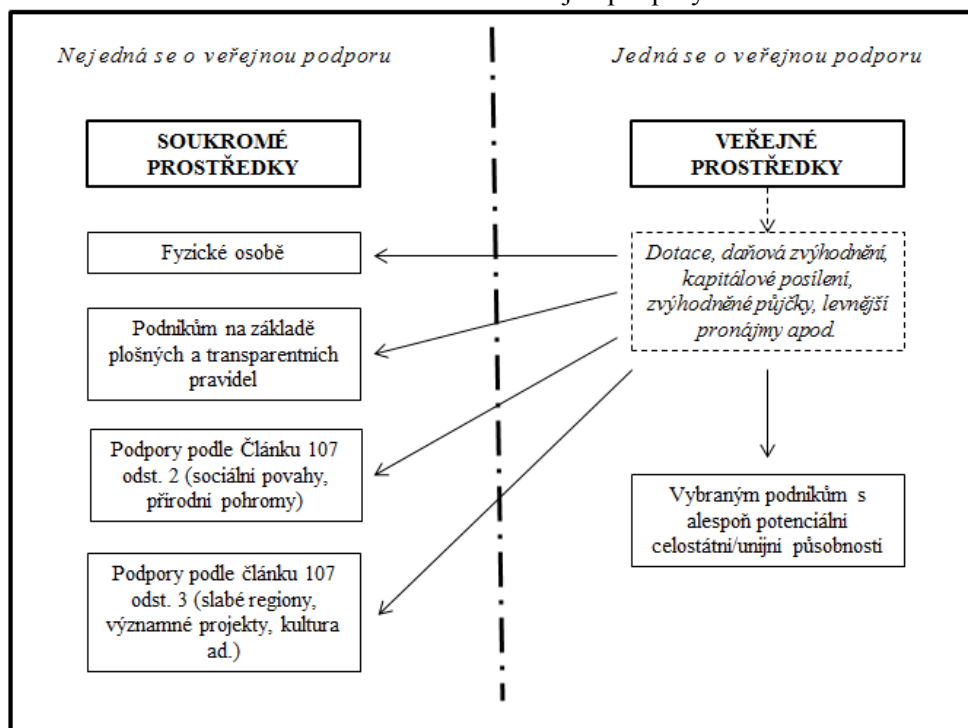 Nejedná se o veřejnou podporu
Jedná se o veřejnou podporu
SOUKROMÉ
PROSTŘEDKY
VEŘEJNÉ
PROSTŘEDKY
Fyzické osobě
Dotace, daňová zvýhodnění,
kapitálové posílení,
zvýhodněné půjčky, levnější
pronájmy apod.
Podnikům na základě
plošných a transparentních
pravidel
Podpory podle Článku 107
odst. 2 (sociální povahy,
přírodní pohromy)
Vybraným podnikům s
alespoň potenciální
celostátní/unijní působností
Podpory podle článku 107
odst. 3 (slabé regiony,
významné projekty, kultura
ad.)